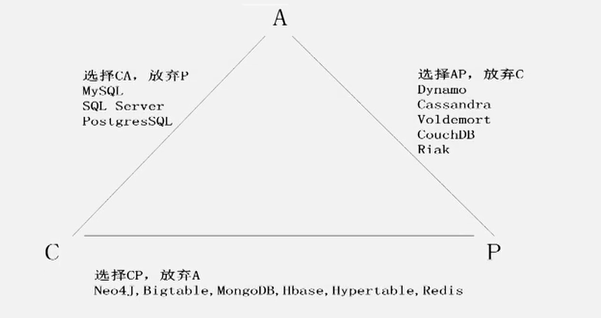 A
选择CA, 放弃P
MySQL
SQL Server
PostgresSQL
选择AP, 放弃C
Dynamo
Cassandra
Voldemort
CouchDB
Riak
C
P
选择CP, 放弃A
Neo4J,Bigtable,MongoDB,Hbase,Hypertable,Redis